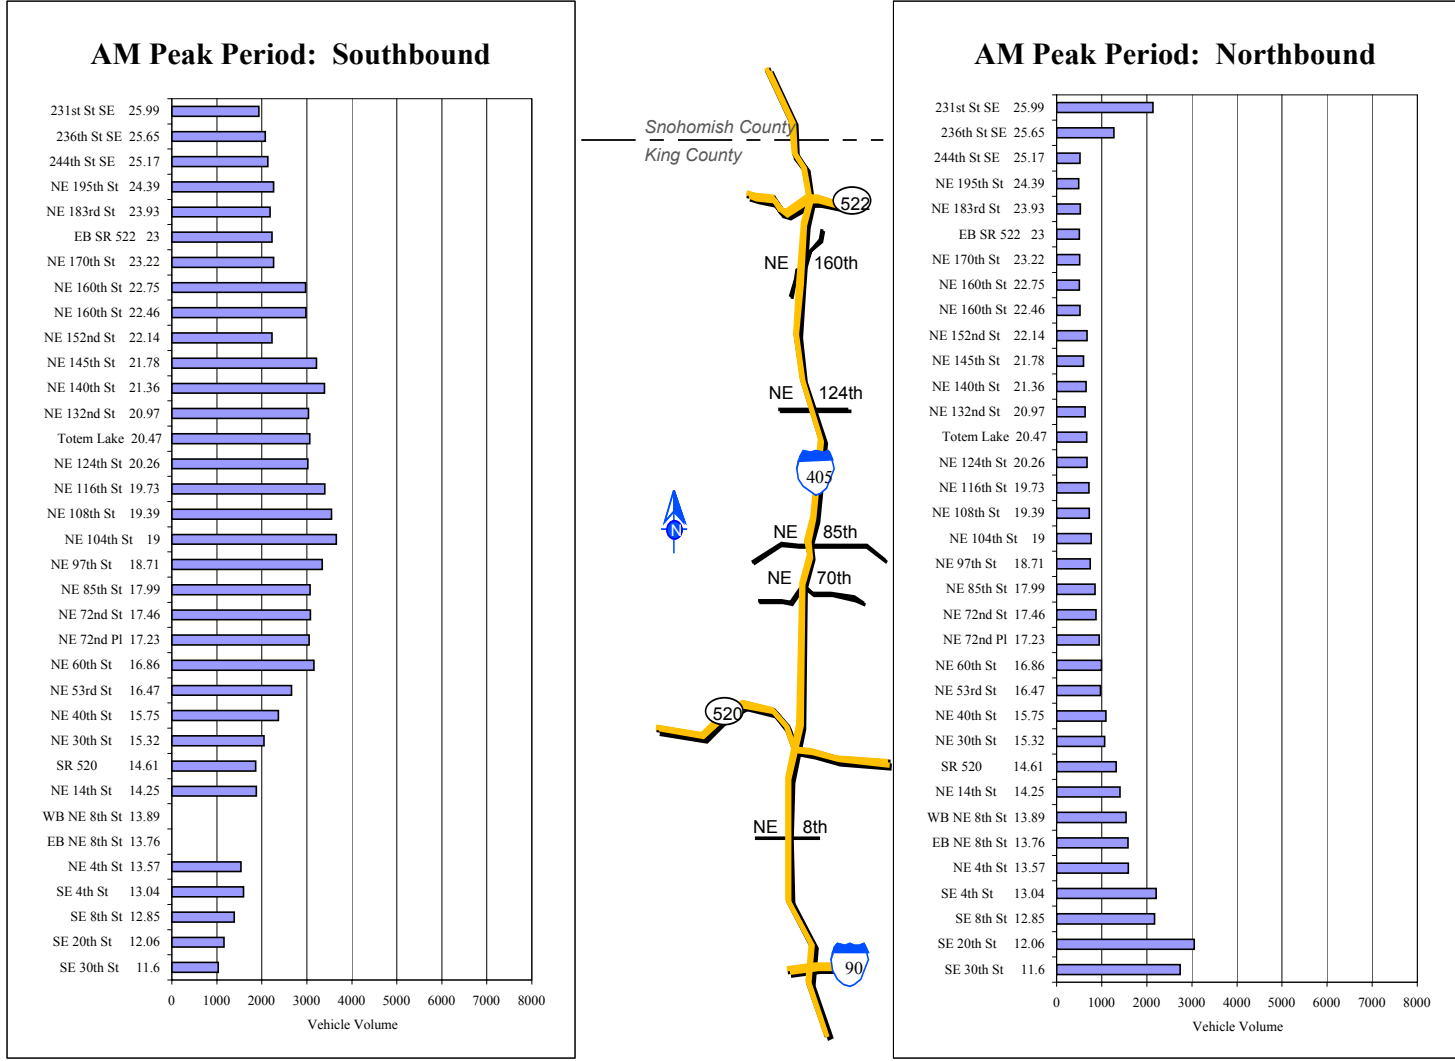 AM Peak Period:  Southbound
231st St SE 25.99
236th St SE 25.65
244th St SE 25.17
NE 195th St 24.39
NE 183rd St 23.93
EB SR 522 23
NE 170th St 23.22
NE 160th St 22.75
NE 160th St 22.46
NE 152nd St 22.14
NE 145th St 21.78
NE 140th St 21.36
NE 132nd St 20.97
Totem Lake 20.47
NE 124th St 20.26
NE 116th St 19.73
NE 108th St 19.39
NE 104th St 19
NE 97th St 18.71
NE 85th St 17.99
NE 72nd St 17.46
NE 72nd Pl 17.23
NE 60th St 16.86
NE 53rd St 16.47
NE 40th St 15.75
NE 30th St 15.32
SR 520 14.61
NE 14th St 14.25
WB NE 8th St 13.89
EB NE 8th St 13.76
NE 4th St 13.57
SE 4th St 13.04
SE 8th St 12.85
SE 20th St 12.06
SE 30th St 11.6
0 1000 2000 3000 4000 5000 6000 7000 8000
Vehicle Volume
Snohomish County
King County
522
NE 160th
NE 124th
405
N
NE 85th
NE 70th
520
NE 8th
90
AM Peak Period:  Northbound
231st St SE 25.99
236th St SE 25.65
244th St SE 25.17
NE 195th St 24.39
NE 183rd St 23.93
EB SR 522 23
NE 170th St 23.22
NE 160th St 22.75
NE 160th St 22.46
NE 152nd St 22.14
NE 145th St 21.78
NE 140th St 21.36
NE 132nd St 20.97
Totem Lake 20.47
NE 124th St 20.26
NE 116th St 19.73
NE 108th St 19.39
NE 104th St 19
NE 97th St 18.71
NE 85th St 17.99
NE 72nd St 17.46
NE 72nd Pl 17.23
NE 60th St 16.86
NE 53rd St 16.47
NE 40th St 15.75
NE 30th St 15.32
SR 520 14.61
NE 14th St 14.25
WB NE 8th St 13.89
EB NE 8th St 13.76
NE 4th St 13.57
SE 4th St 13.04
SE 8th St 12.85
SE 20th St 12.06
SE 30th St 11.6
0 1000 2000 3000 4000 5000 6000 7000 8000
Vehicle Volume